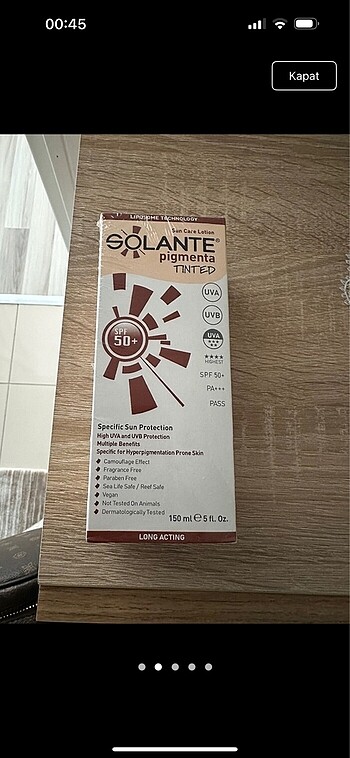 00:45
Kapat
LIPOSOME TECHNOLOGY
Sun Care Lotion
SOLANTE®
pigmenta
TINTED
UVA
UVB
UVA
HIGHEST
SPF
50+
SPF 50+
PA+++
PASS
Specific Sun Protection
High UVA and UVB Protection
Multiple Benefits
Specific for Hyperpigmentation Prone Skin
Camouflage Effect
Fragrance Free
Paraben Free
Sea Life Safe / Reef Safe
Vegan
Not Tested On Animals
Dermatologically Tested
150 ml ℮ 5 fl. Oz.
LONG ACTING